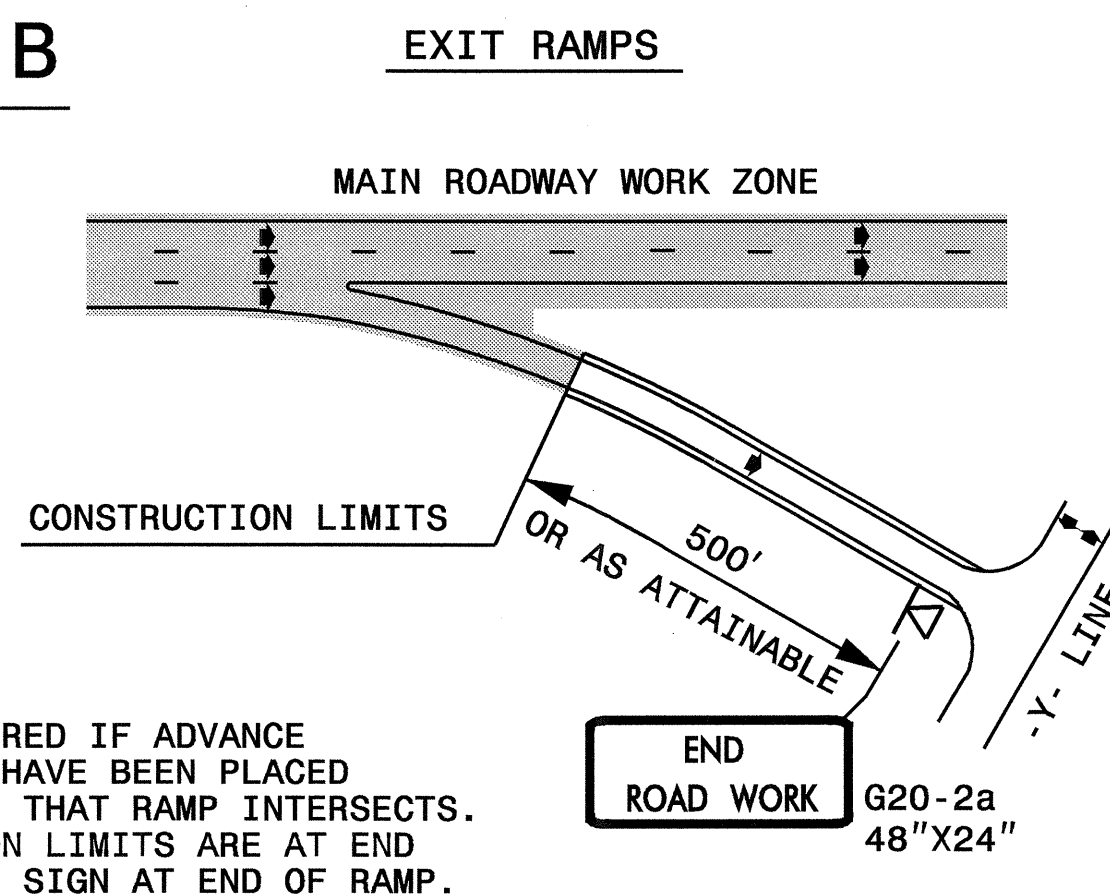 B
EXIT RAMPS
MAIN ROADWAY WORK ZONE
CONSTRUCTION LIMITS
500'
OR AS ATTAINABLE
-Y- LINE
RED IF ADVANCE
HAVE BEEN PLACED
THAT RAMP INTERSECTS.
N LIMITS ARE AT END
SIGN AT END OF RAMP.
END
ROAD WORK
G20-2a
48"X24"